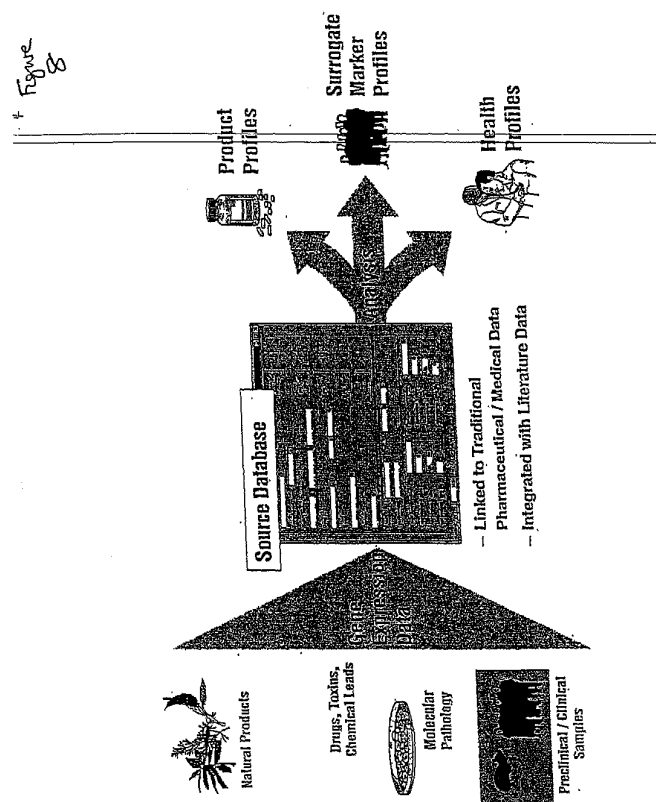 Figure
8
Natural Products
Drugs, Toxins,
Chemical Leads
Molecular
Pathology
Preclinical / Clinical
Samples
Gene
Expression
Data
Source Database
– Linked to Traditional
Pharmaceutical / Medical Data
– Integrated with Literature Data
Analysis
Product
Profiles
Surrogate
Marker
Profiles
Health
Profiles